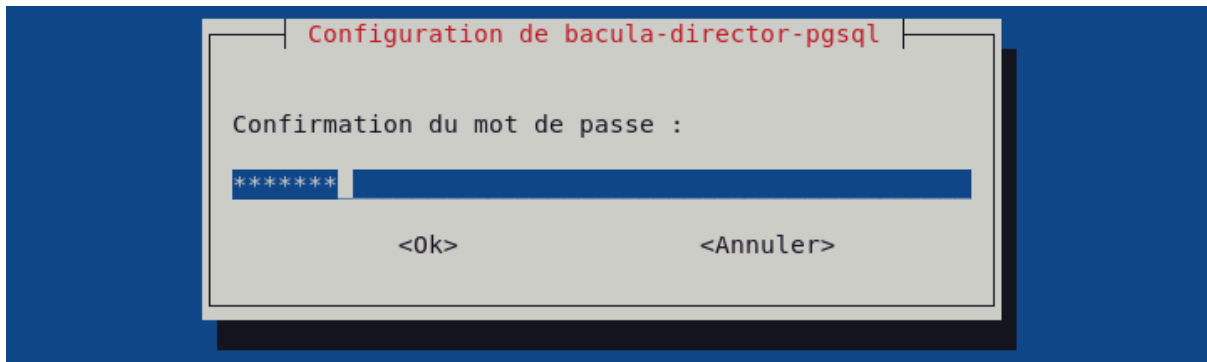 Configuration de bacula-director-pgsql
Confirmation du mot de passe :
*******
<Ok> <Annuler>